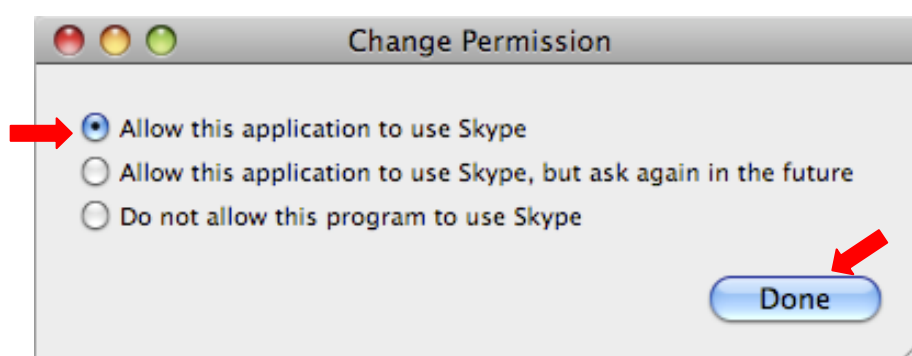 Change Permission
Allow this application to use Skype
Allow this application to use Skype, but ask again in the future
Do not allow this program to use Skype
Done